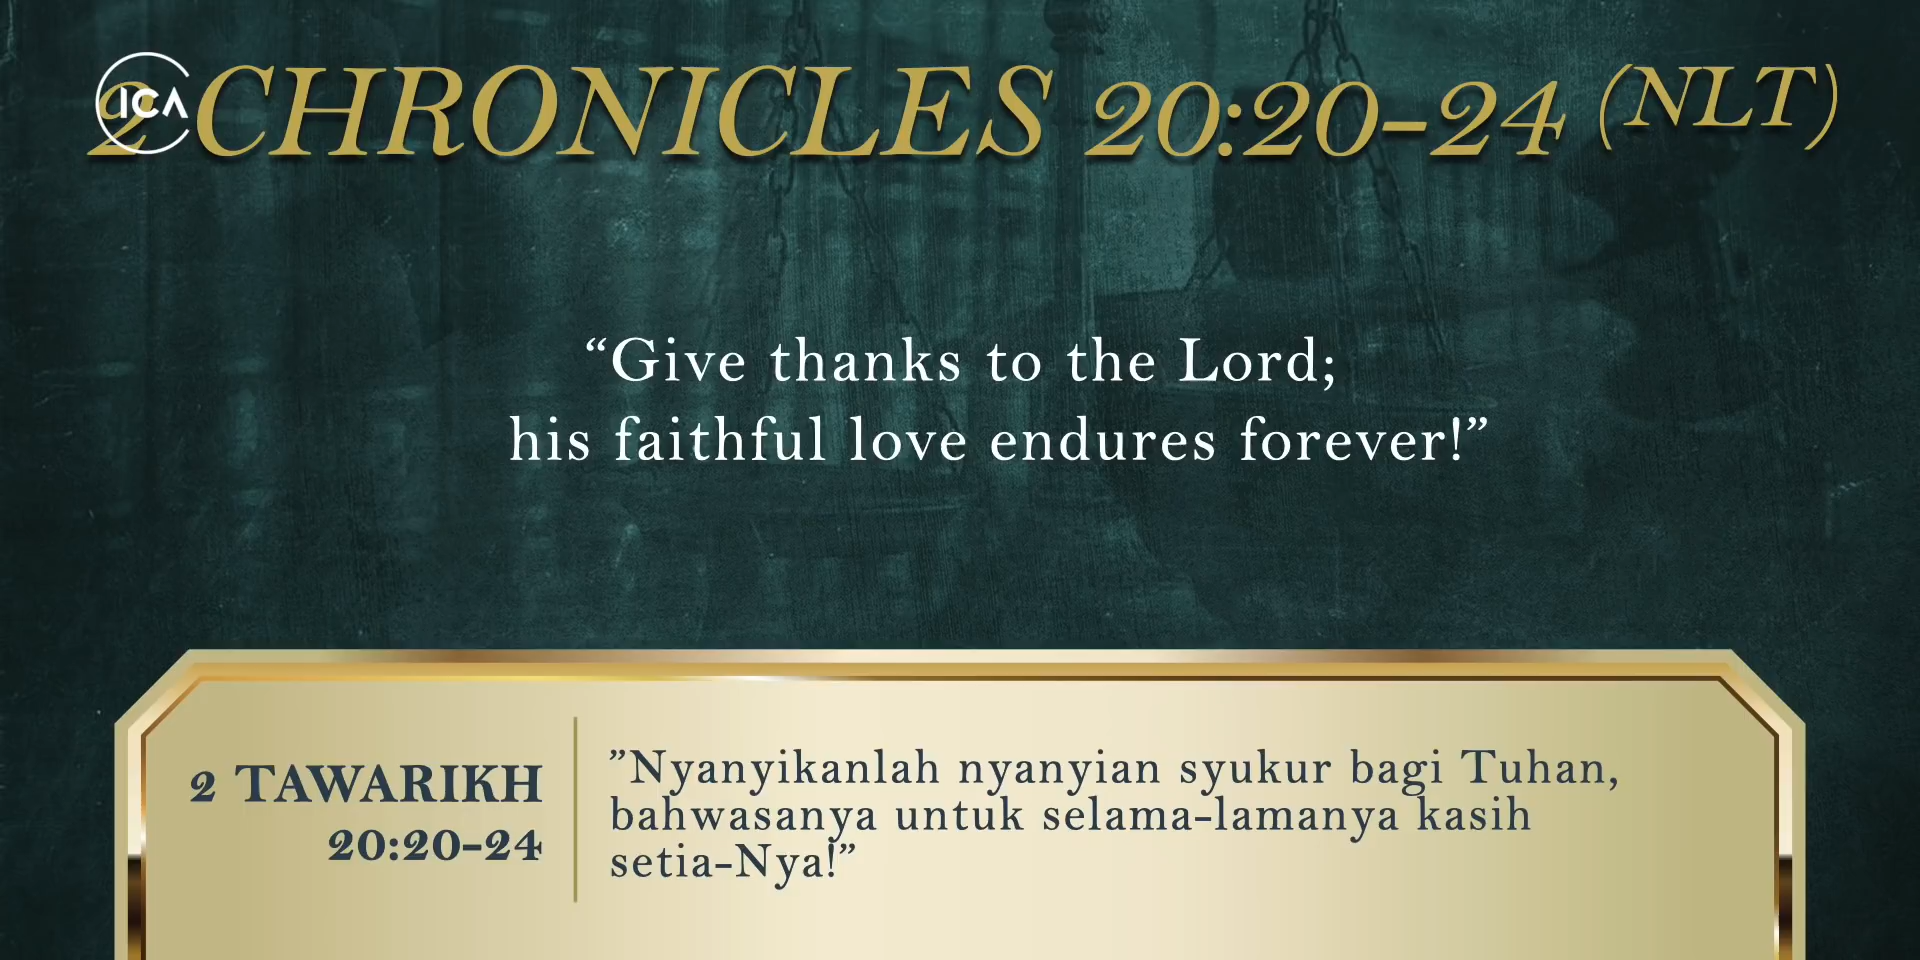 ICA
2 CHRONICLES 20:20-24 (NLT)
“Give thanks to the Lord;
his faithful love endures forever!”
2 TAWARIKH
20:20-24
”Nyanyikanlah nyanyian syukur bagi Tuhan,
bahwasanya untuk selama-lamanya kasih
setia-Nya!”